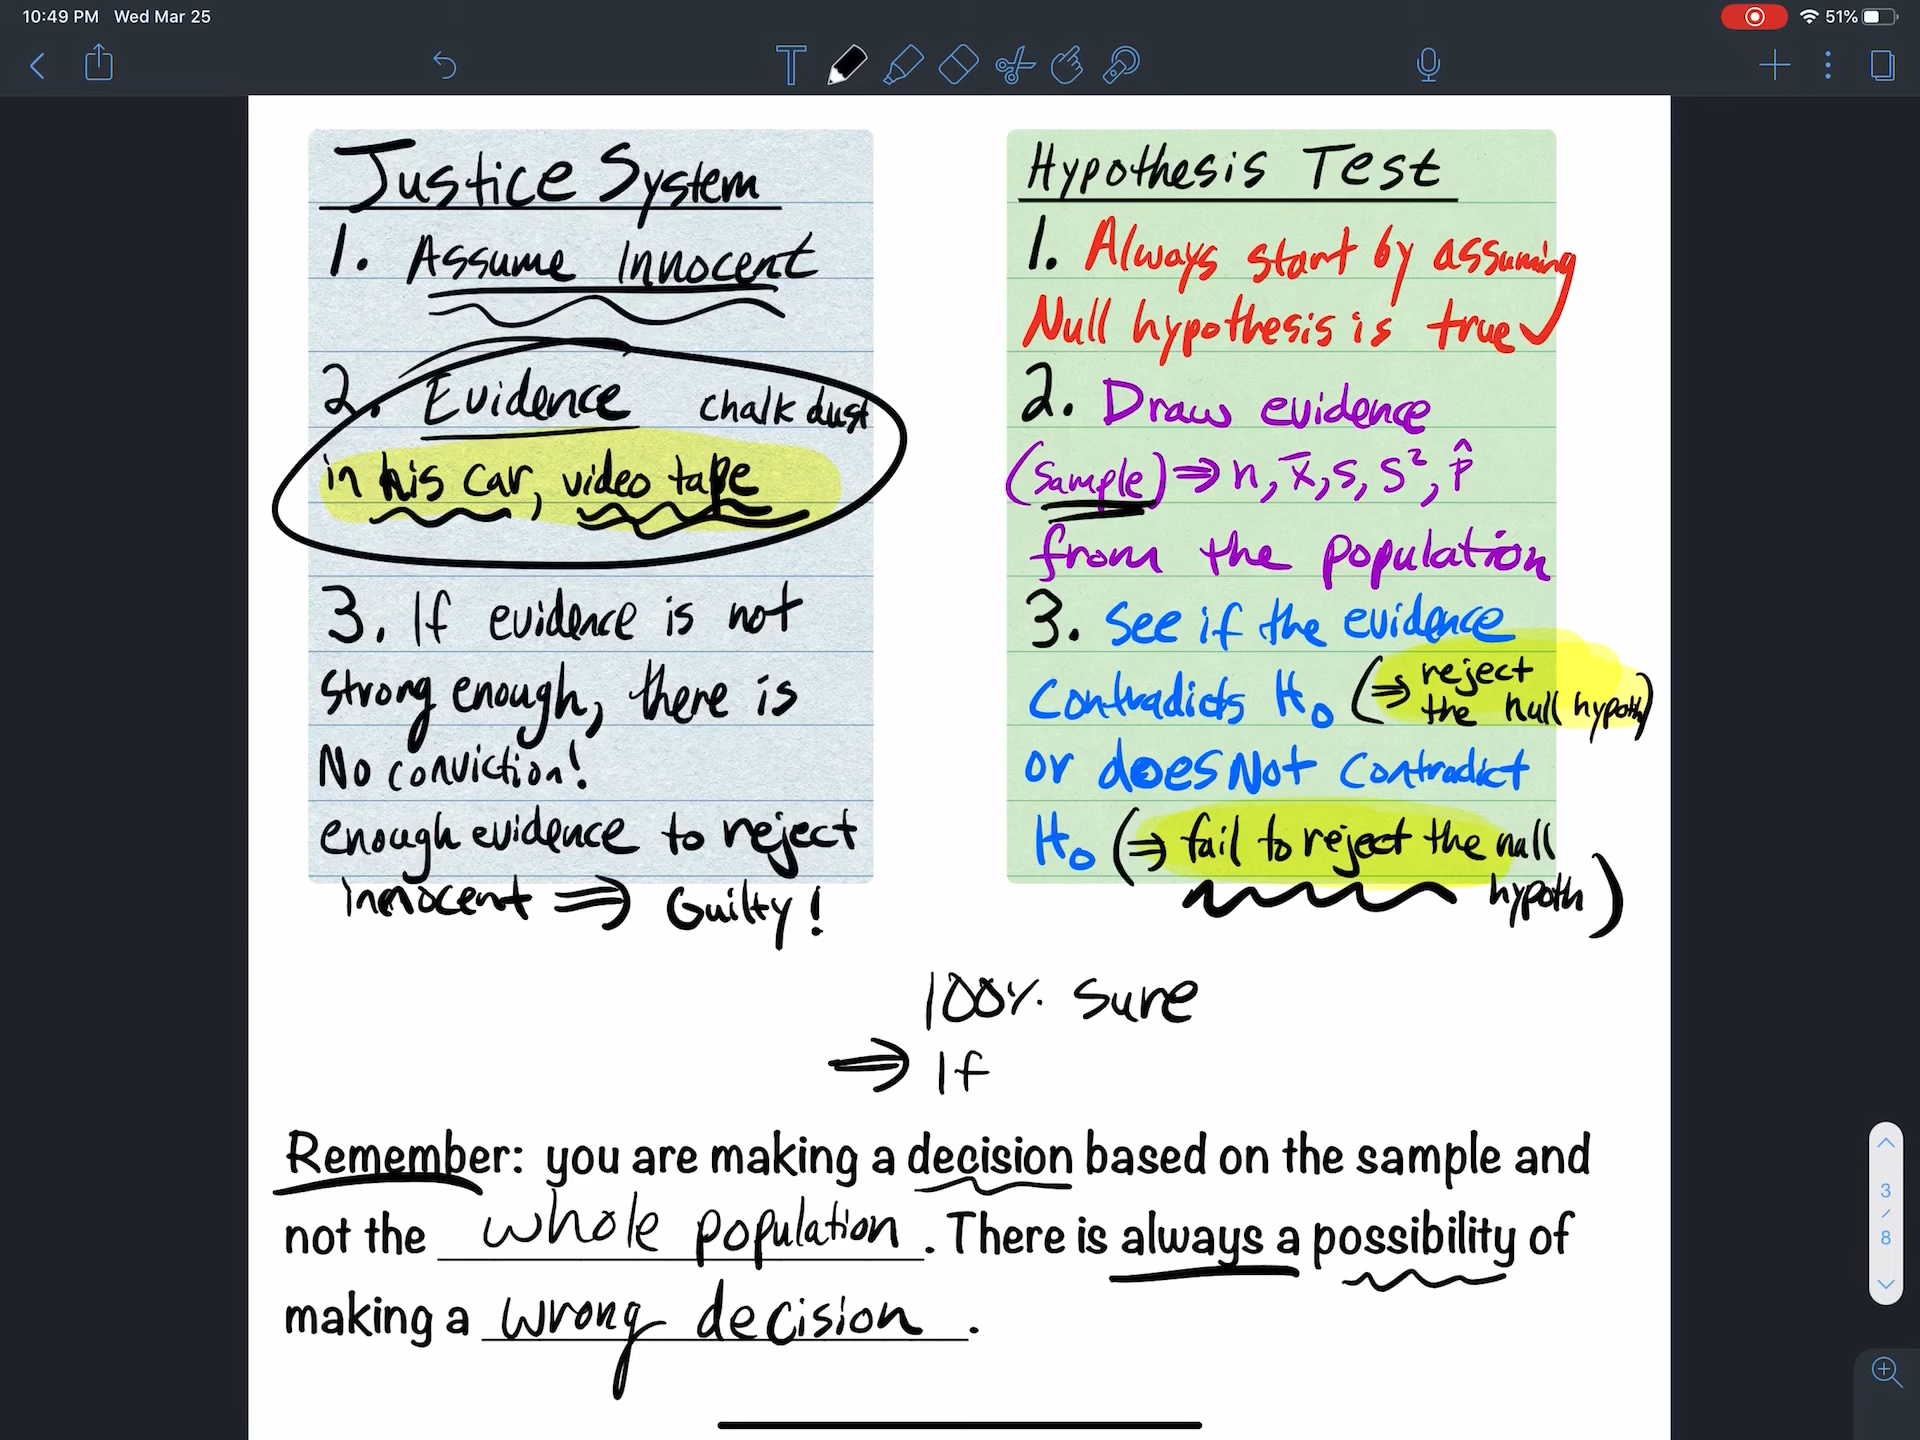 10:49 PM Wed Mar 25
51%
Justice System
1. Assume Innocent
2. Evidence chalk dust
in his car, video tape
3. If evidence is not
strong enough, there is
No conviction!
enough evidence to reject
innocent ⇒ Guilty!
Hypothesis Test
1. Always start by assuming
Null hypothesis is true
2. Draw evidence
(Sample) ⇒ n, x̄, s, s², p̂
from the population
3. See if the evidence
Contradicts H₀ (⇒ reject
the null hypoth)
or does Not contradict
H₀ (⇒ fail to reject the null
hypoth)
100% sure
⇒ If
Remember: you are making a decision based on the sample and
not the whole population. There is always a possibility of
making a wrong decision.
3
/
8